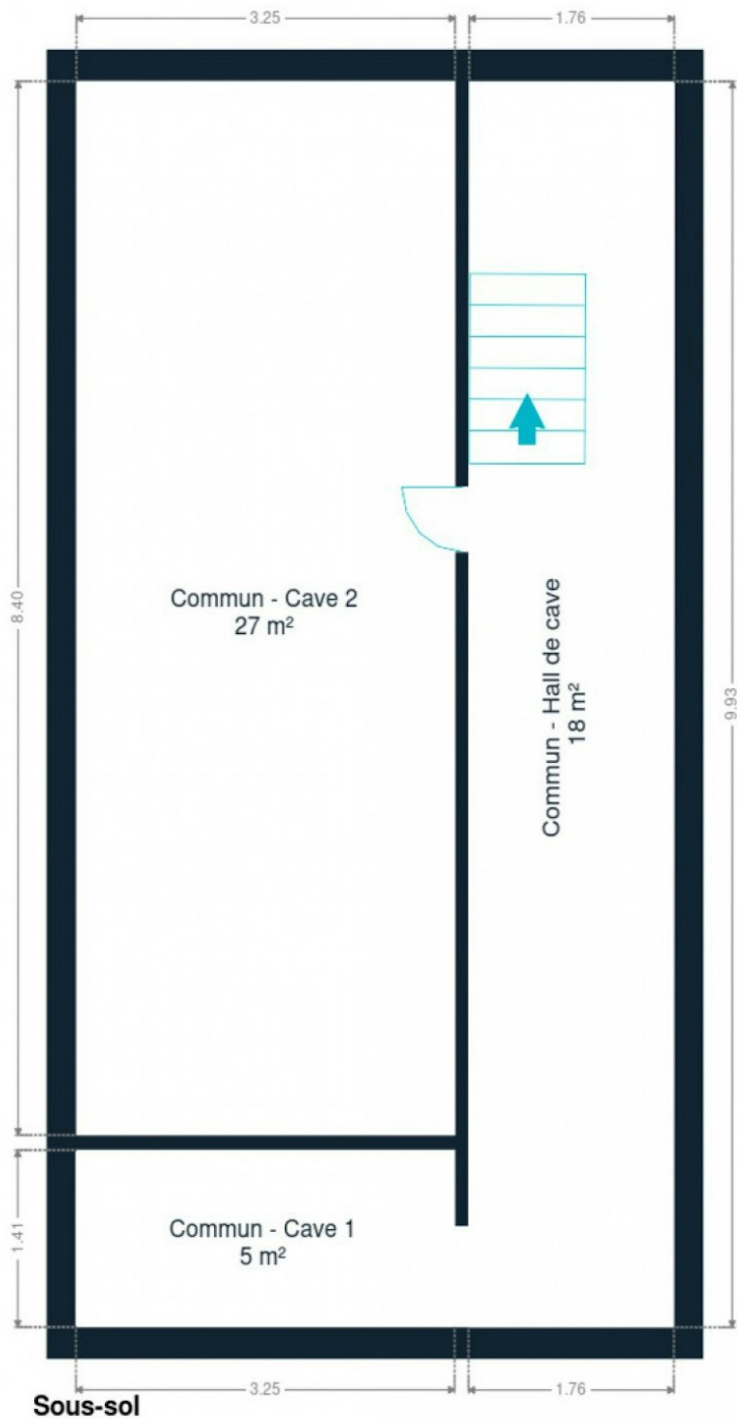 3.25
1.76
8.40
9.93
Commun - Cave 2
27 m²
Commun - Hall de cave
18 m²
1.41
Commun - Cave 1
5 m²
3.25
1.76
Sous-sol